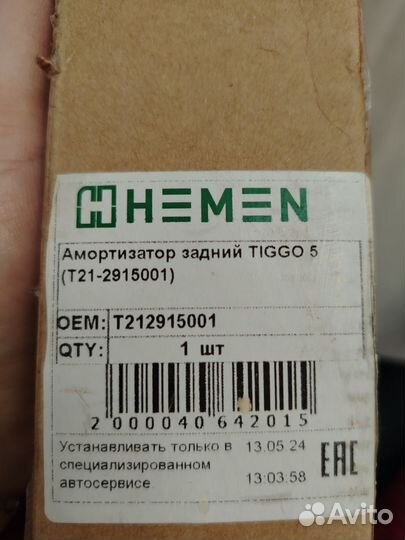 HEMEN
Амортизатор задний TIGGO 5
(T21-2915001)
OEM: T212915001
QTY: 1 шт
2 000040 642015
Устанавливать только в 13.05.24
специализированном
автосервисе 13:03:58
EAC
Avito